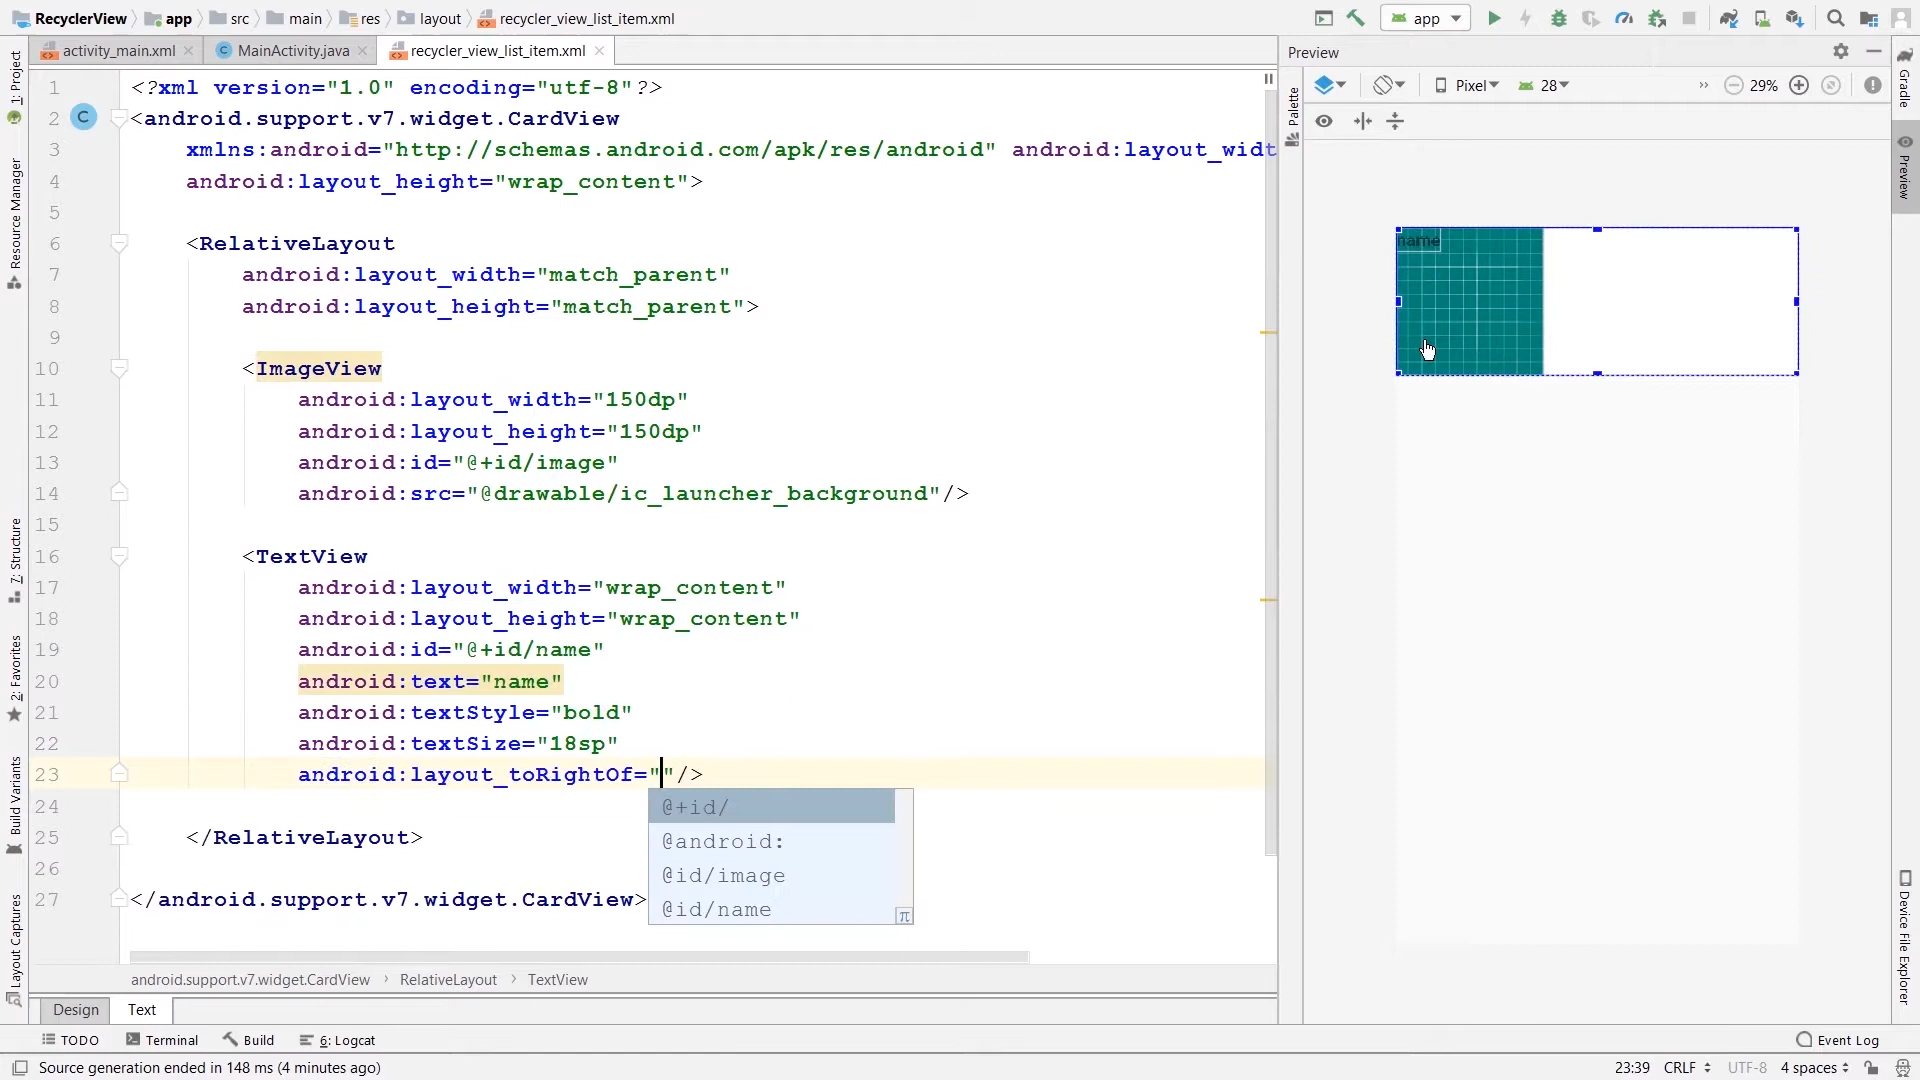 RecyclerView app src main res layout recycler_view_list_item.xml app
activity_main.xml MainActivity.java recycler_view_list_item.xml Preview
Pixel 28 29%
1: Project
Resource Manager
7: Structure
2: Favorites
Build Variants
Layout Captures
1 <?xml version="1.0" encoding="utf-8"?>
2 <android.support.v7.widget.CardView
3 xmlns:android="http://schemas.android.com/apk/res/android" android:layout_widt
4 android:layout_height="wrap_content">
5
6 <RelativeLayout
7 android:layout_width="match_parent"
8 android:layout_height="match_parent">
9
10 <ImageView
11 android:layout_width="150dp"
12 android:layout_height="150dp"
13 android:id="@+id/image"
14 android:src="@drawable/ic_launcher_background"/>
15
16 <TextView
17 android:layout_width="wrap_content"
18 android:layout_height="wrap_content"
19 android:id="@+id/name"
20 android:text="name"
21 android:textStyle="bold"
22 android:textSize="18sp"
23 android:layout_toRightOf=""/>
24
25 </RelativeLayout>
26
27 </android.support.v7.widget.CardView>
@+id/
@android:
@id/image
@id/name
π
Palette
name
Gradle
Preview
Device File Explorer
android.support.v7.widget.CardView › RelativeLayout › TextView
Design Text
TODO Terminal Build 6: Logcat Event Log
Source generation ended in 148 ms (4 minutes ago) 23:39 CRLF UTF-8 4 spaces